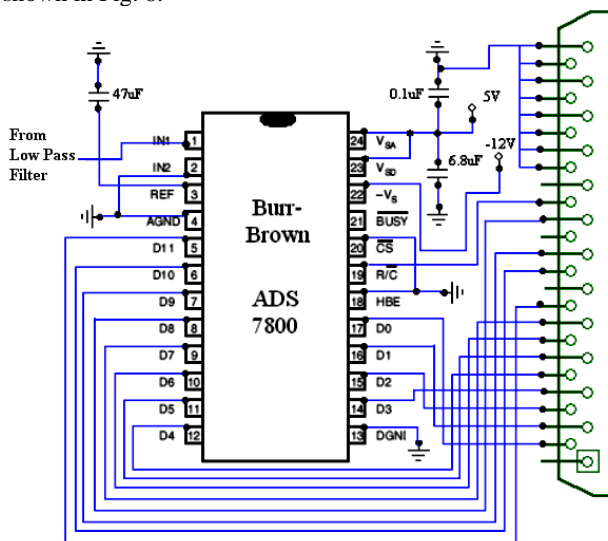 shown in Fig. 8.
47uF
0.1uF
5V
-12V
6.8uF
From
Low Pass
Filter
IN1 1
IN2 2
REF 3
AGND 4
D11 5
D10 6
D9 7
D8 8
D7 9
D6 10
D5 11
D4 12
Burr-
Brown
ADS
7800
24 VSA
23 VSD
22 -VS
21 BUSY
20 CS
19 R/C
18 HBE
17 D0
16 D1
15 D2
14 D3
13 DGNI